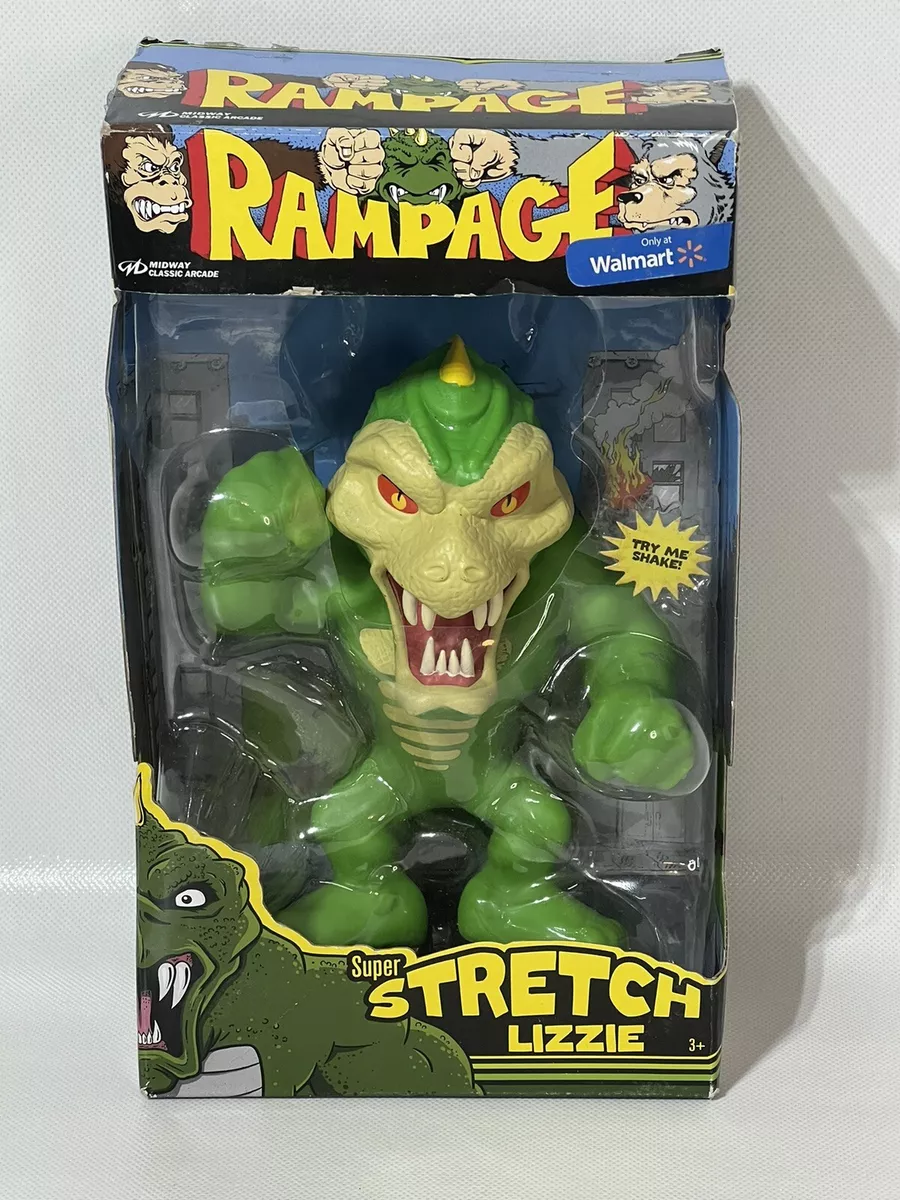 RAMPAGE
MIDWAY
CLASSIC ARCADE
RAMPAGE
Only at
Walmart
MIDWAY
CLASSIC ARCADE
TRY ME
SHAKE!
Super
STRETCH
LIZZIE
3+